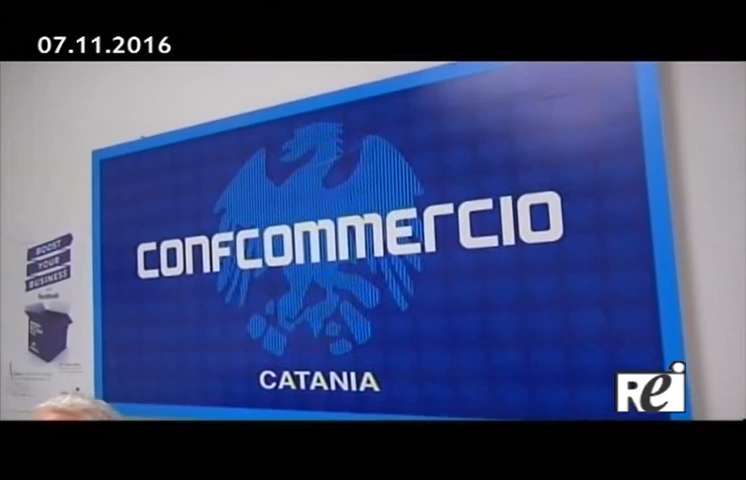 07.11.2016
CONFCOMMERCIO
BOOST
YOUR
BUSINESS
CATANIA
Rei